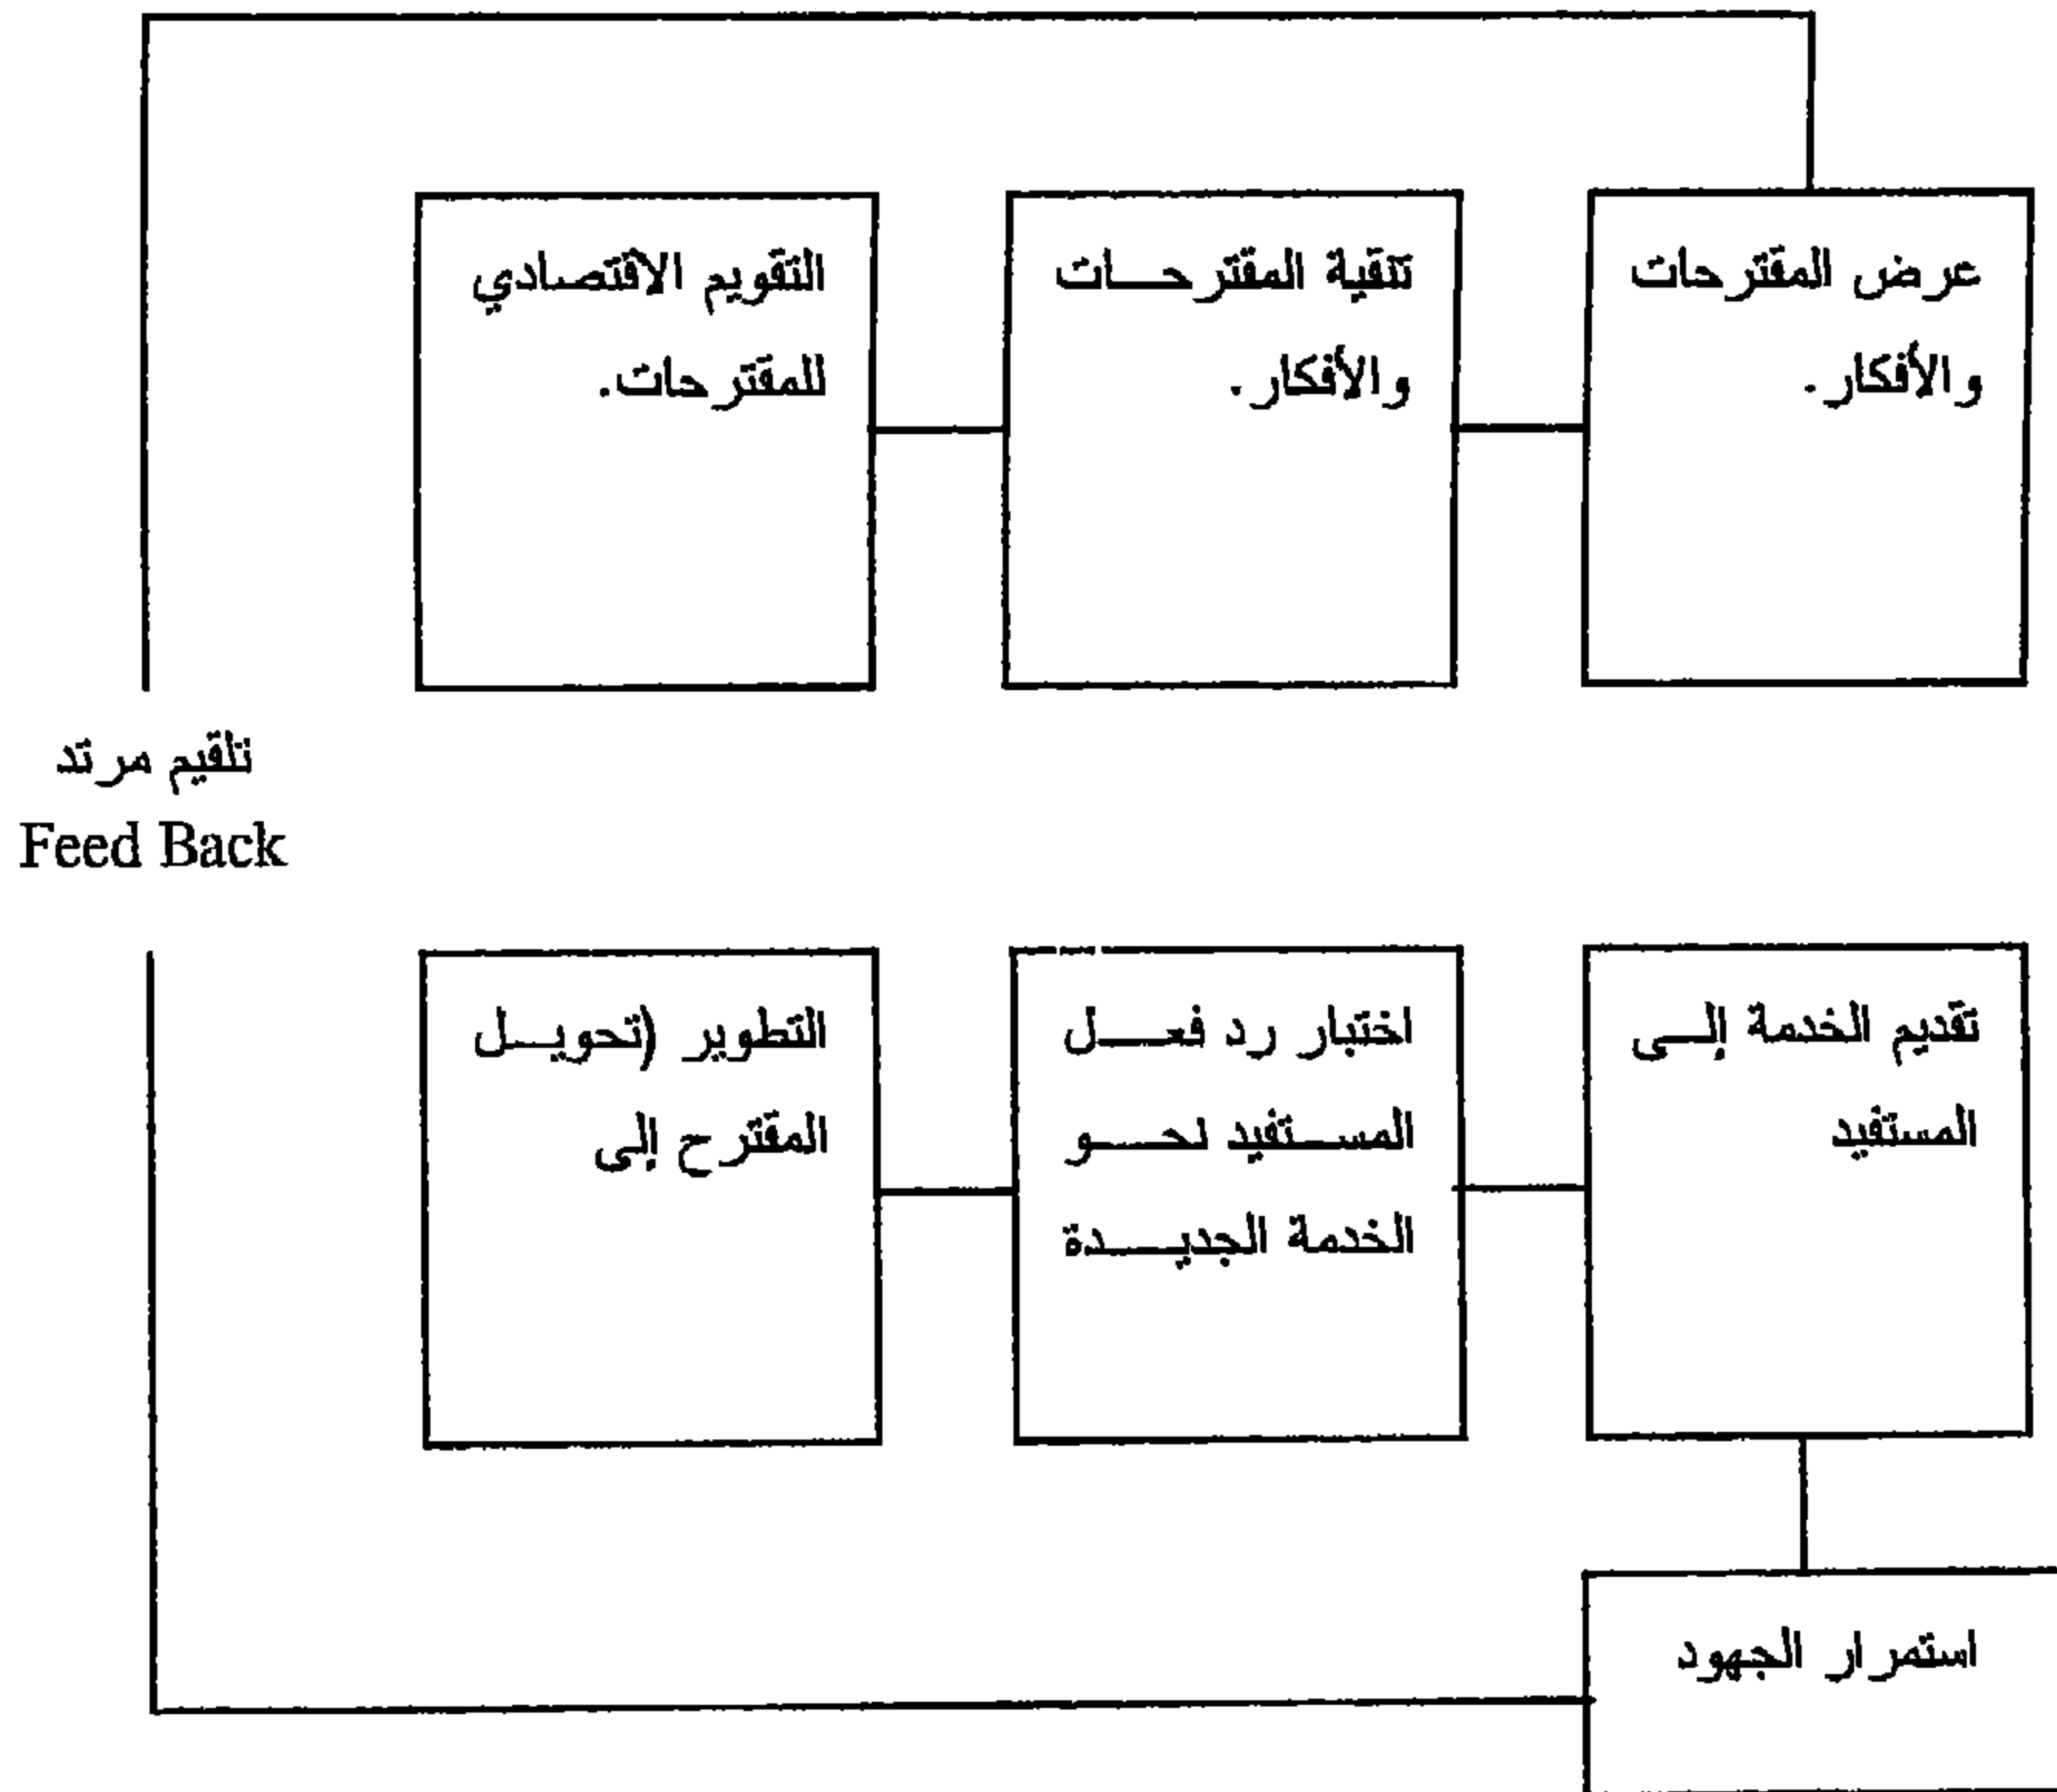 عرض المقترحات
والأفكار.
تنقية المقترحات
والأفكار.
التقويم الاقتصادي
للمقترحات.
تلقيم مرتد
Feed Back
تقديم الخدمة إلى
المستفيد
اختبار رد فعل
المستفيد نحو
الخدمة الجديدة
التطوير (تحويل
المقترح إلى
استمرار الجهود